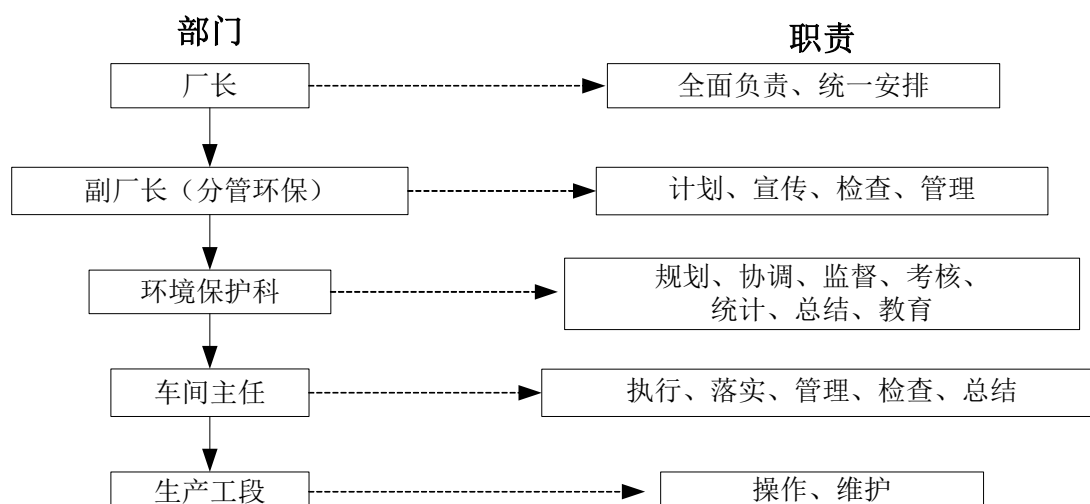 部门
职责
厂长
全面负责、统一安排
副厂长（分管环保）
计划、宣传、检查、管理
环境保护科
规划、协调、监督、考核、
统计、总结、教育
车间主任
执行、落实、管理、检查、总结
生产工段
操作、维护